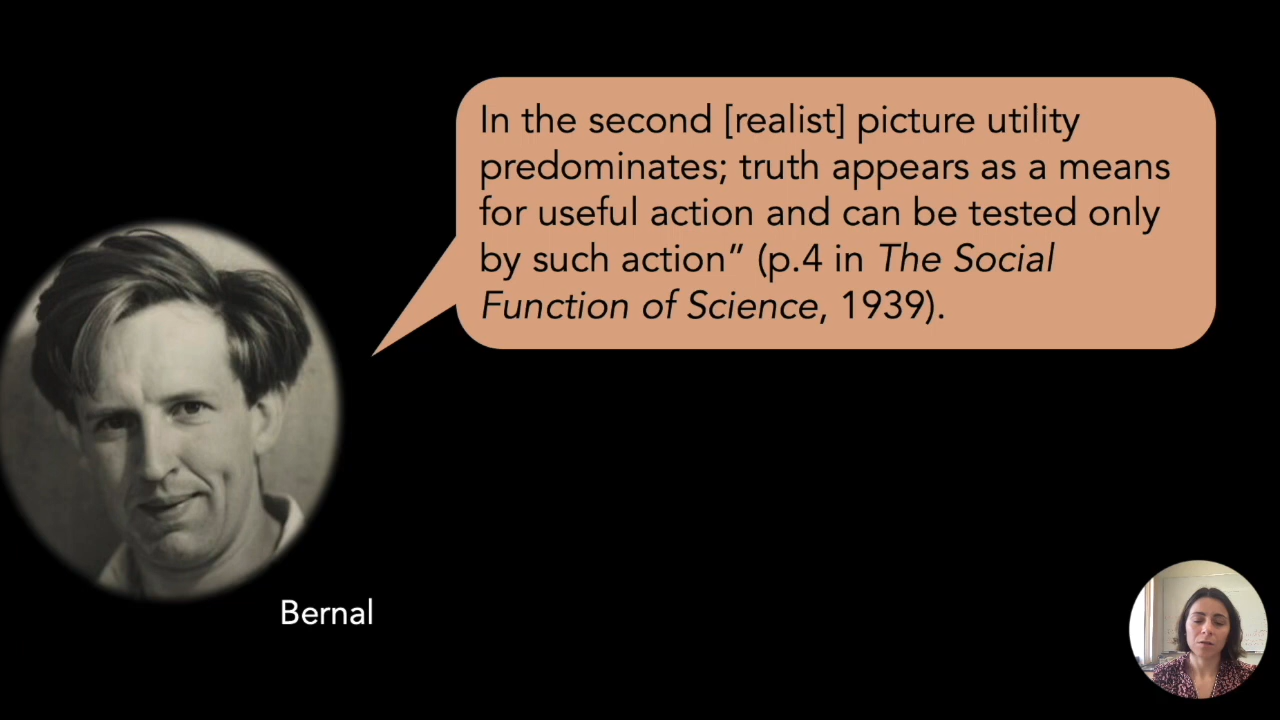 In the second [realist] picture utility
predominates; truth appears as a means
for useful action and can be tested only
by such action” (p.4 in The Social
Function of Science, 1939).
Bernal